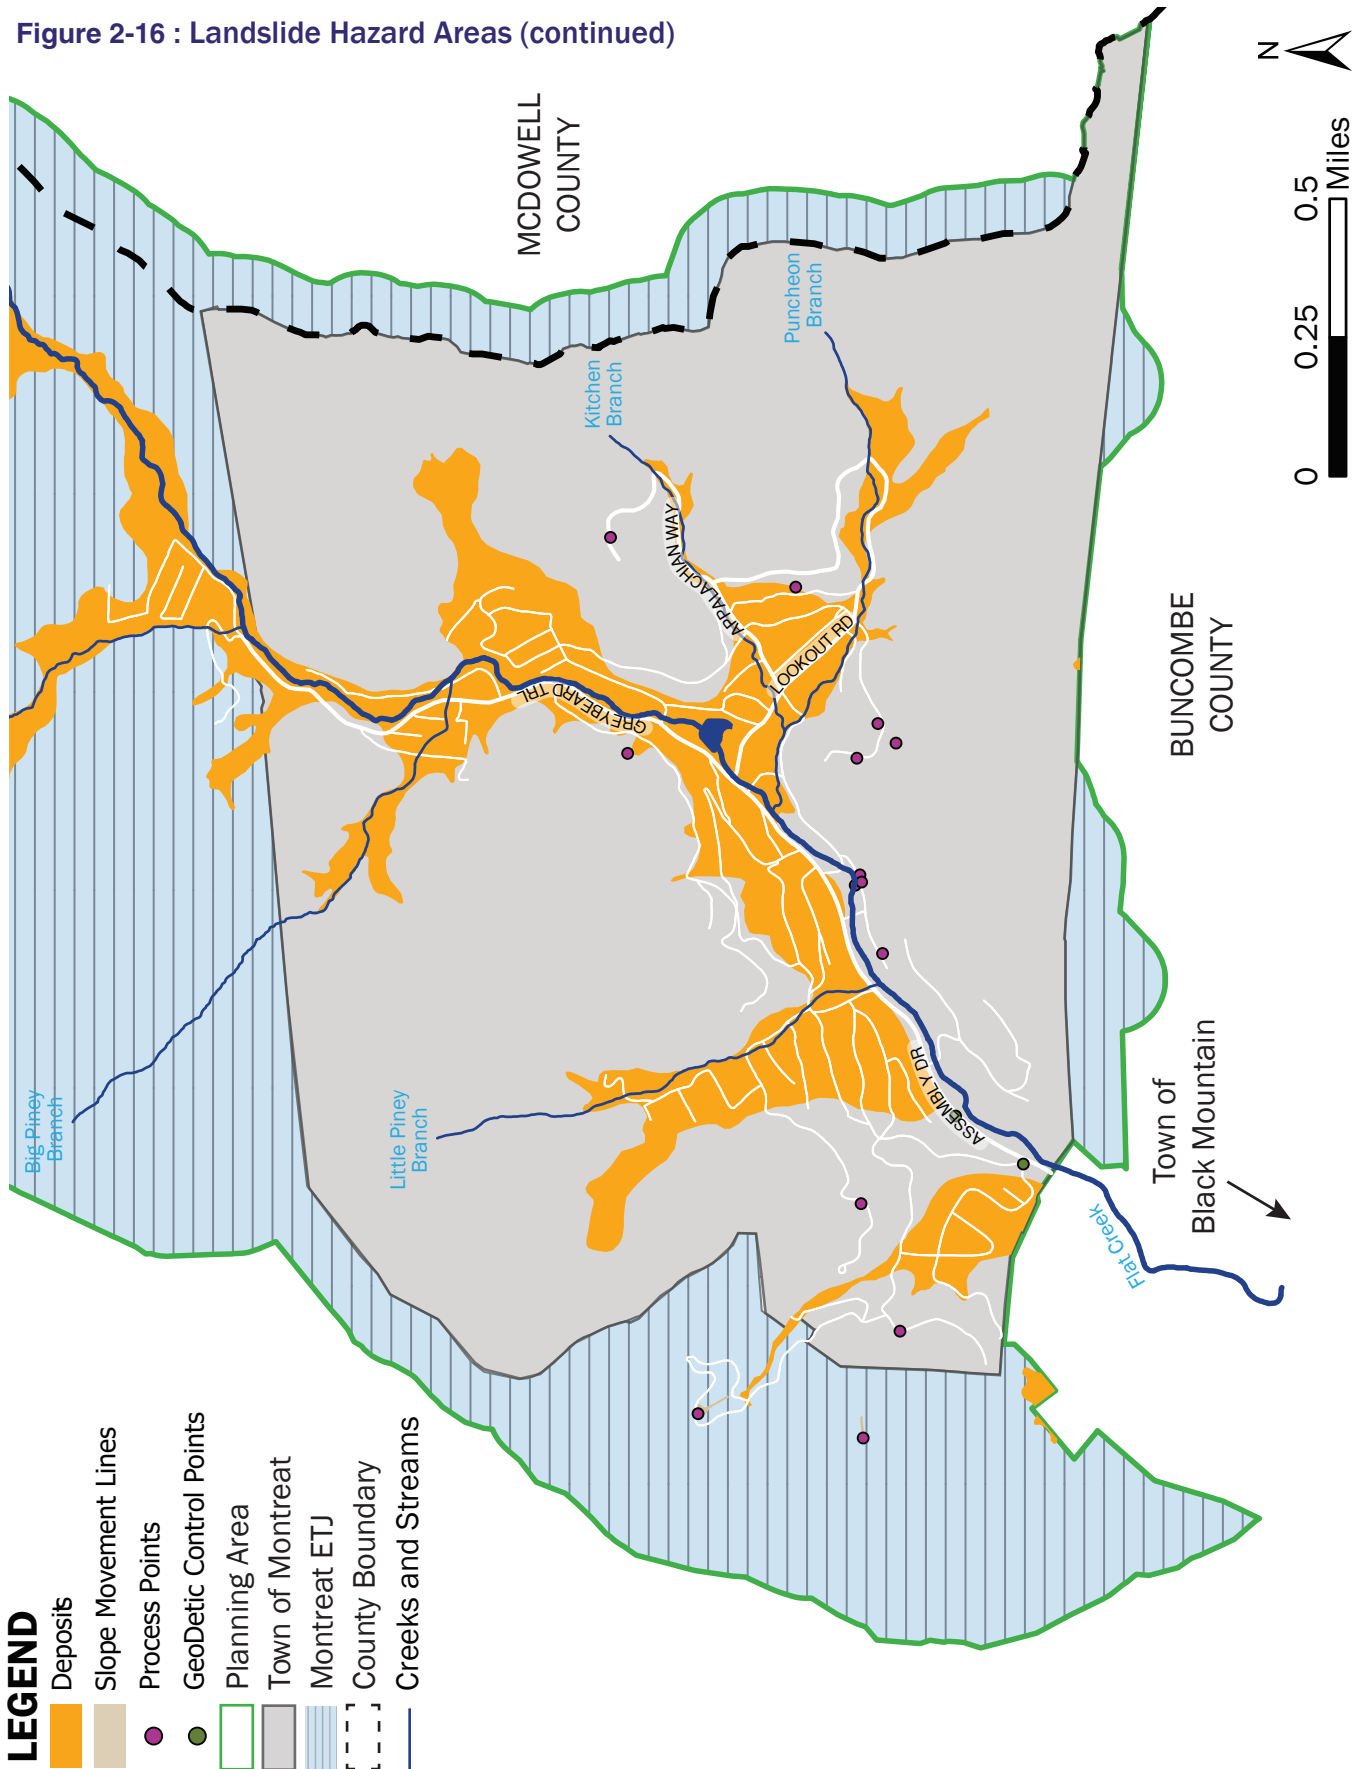 Figure 2-16 : Landslide Hazard Areas (continued)
N
MCDOWELL
COUNTY
0
0.25
0.5
Miles
Puncheon
Branch
Kitchen
Branch
APPALACHIAN WAY
LOOKOUT RD
GREYBEARD TRL
BUNCOMBE
COUNTY
ASSEMBLY DR
Big Piney
Branch
Little Piney
Branch
Flat Creek
Town of
Black Mountain
LEGEND
Deposits
Slope Movement Lines
Process Points
GeoDetic Control Points
Planning Area
Town of Montreat
Montreat ETJ
County Boundary
Creeks and Streams